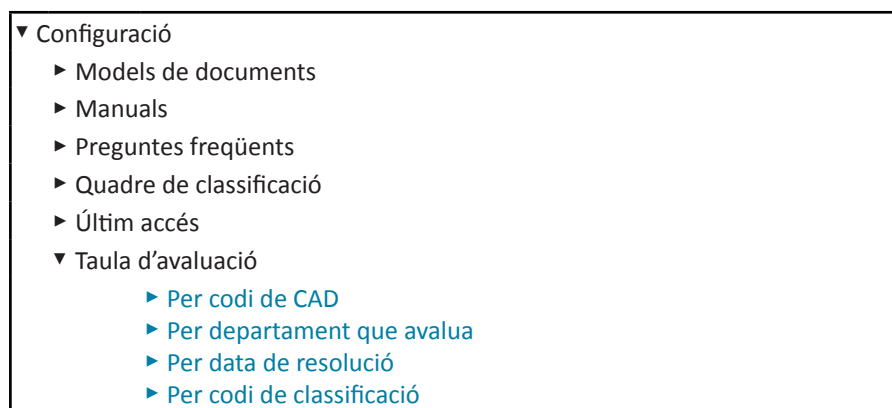 ▼ Configuració
► Models de documents
► Manuals
► Preguntes freqüents
► Quadre de classificació
► Últim accés
▼ Taula d’avaluació
► Per codi de CAD
► Per departament que avalua
► Per data de resolució
► Per codi de classificació